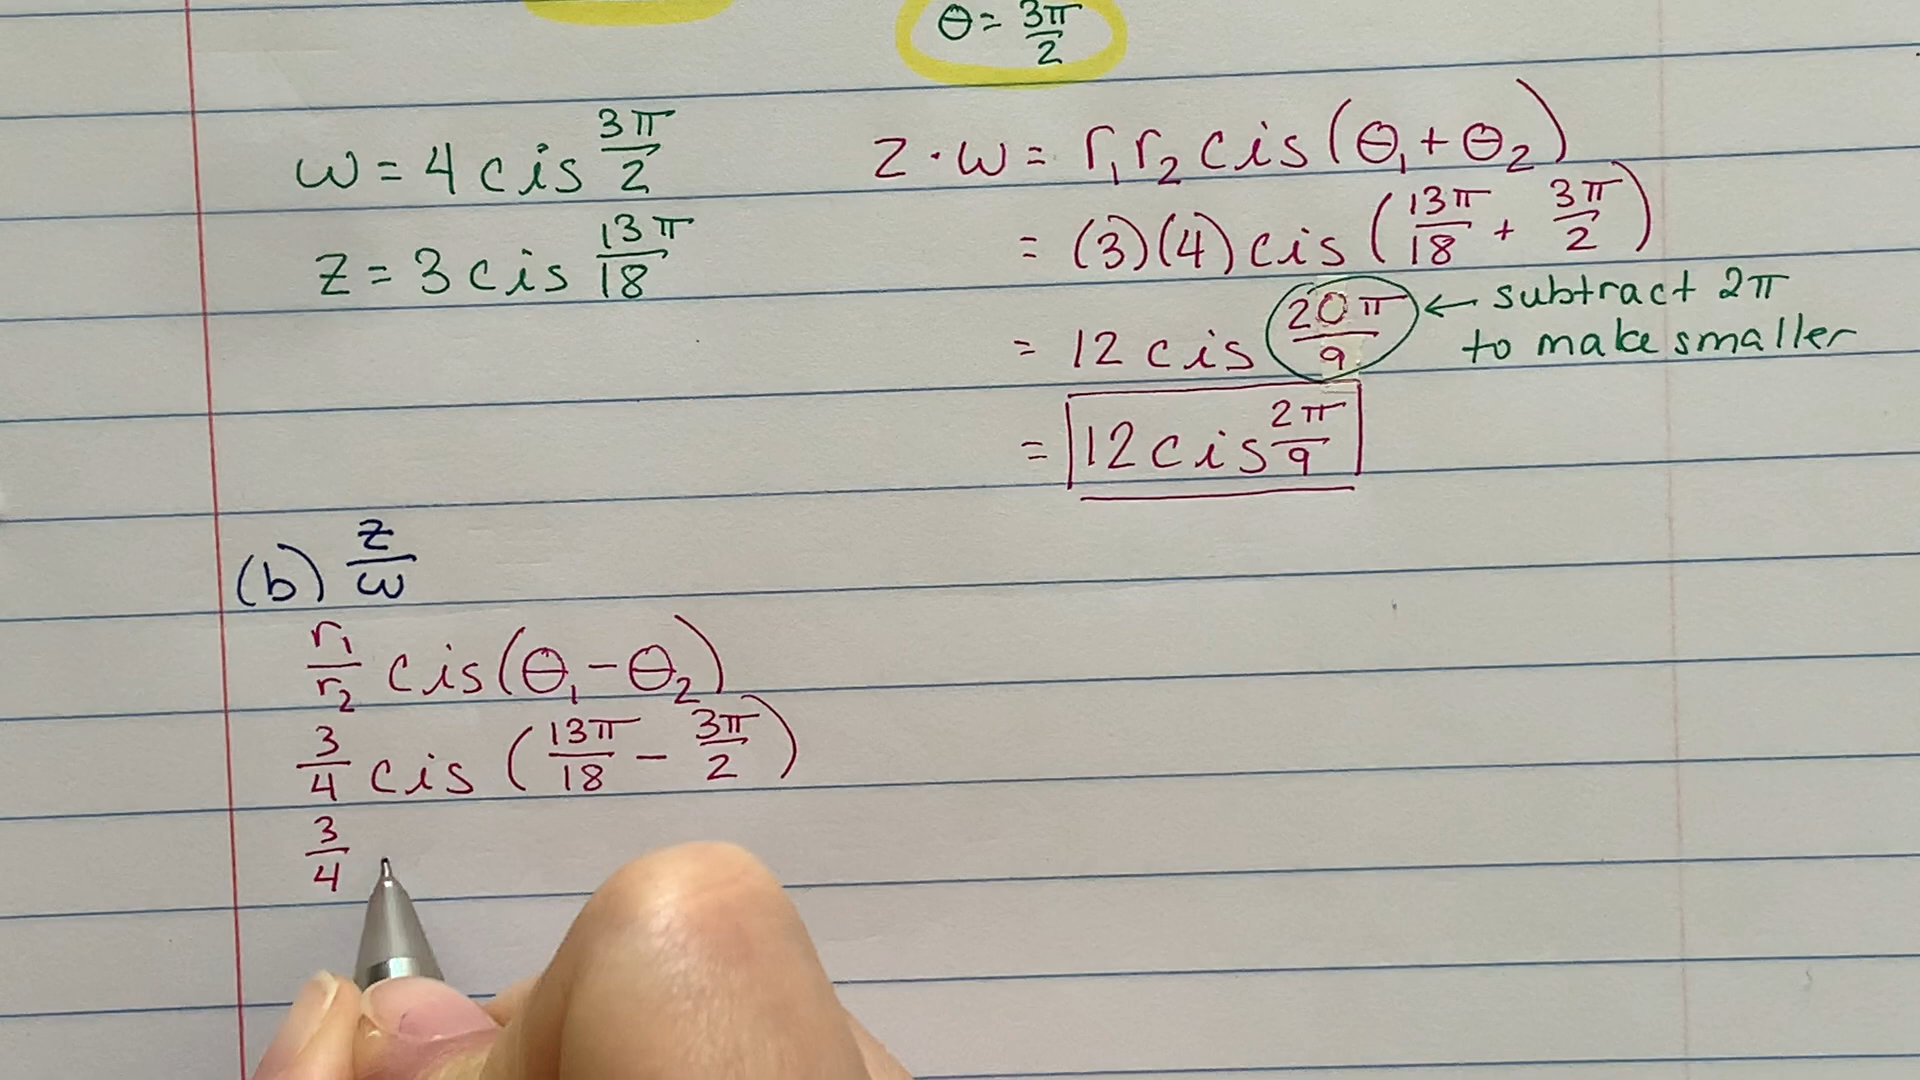 θ = 3π/2
w = 4 cis 3π/2
z = 3 cis 13π/18
z · w = r₁r₂ cis(θ₁ + θ₂)
= (3)(4) cis (13π/18 + 3π/2)
= 12 cis 20π/9 ← subtract 2π
to make smaller
= 12 cis 2π/9
(b) z/w
r₁/r₂ cis(θ₁ − θ₂)
3/4 cis (13π/18 − 3π/2)
3/4